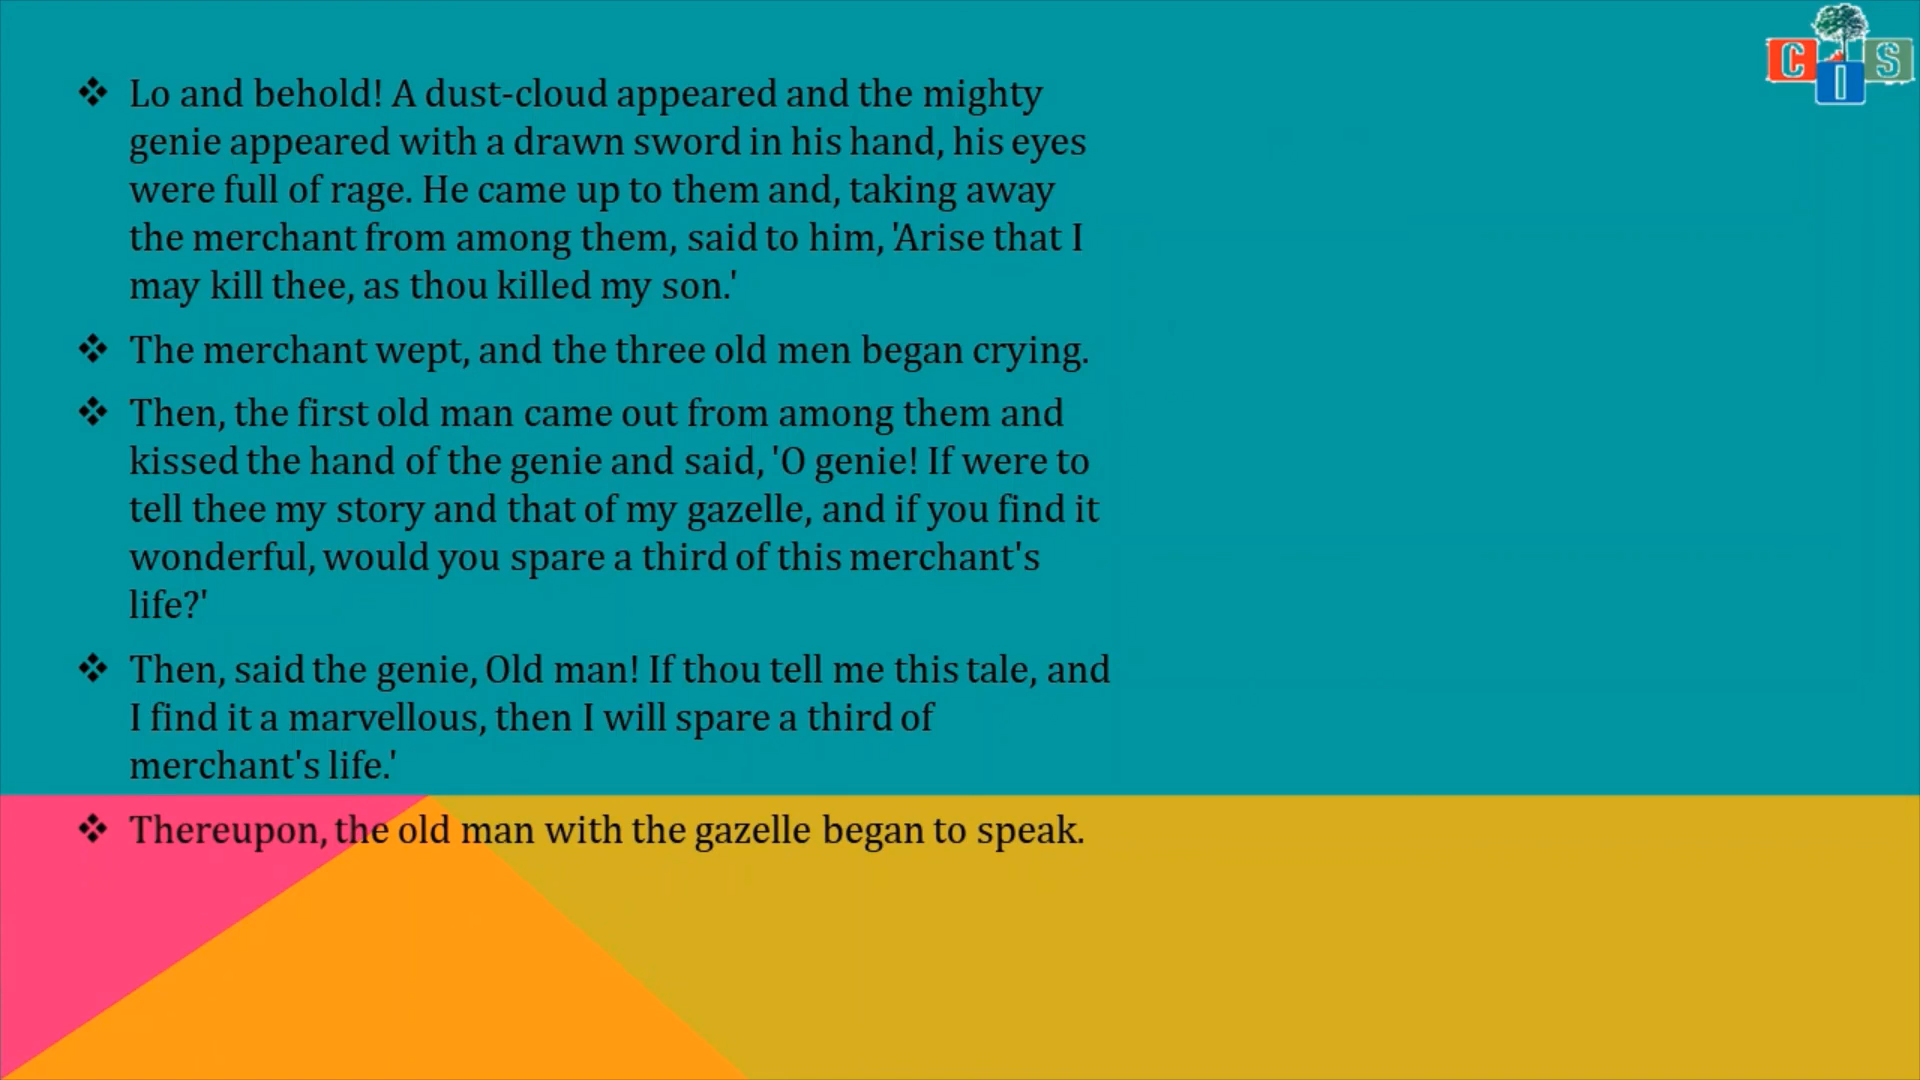 C I S
❖ Lo and behold! A dust-cloud appeared and the mighty
genie appeared with a drawn sword in his hand, his eyes
were full of rage. He came up to them and, taking away
the merchant from among them, said to him, 'Arise that I
may kill thee, as thou killed my son.'
❖ The merchant wept, and the three old men began crying.
❖ Then, the first old man came out from among them and
kissed the hand of the genie and said, 'O genie! If were to
tell thee my story and that of my gazelle, and if you find it
wonderful, would you spare a third of this merchant's
life?'
❖ Then, said the genie, Old man! If thou tell me this tale, and
I find it a marvellous, then I will spare a third of
merchant's life.'
❖ Thereupon, the old man with the gazelle began to speak.